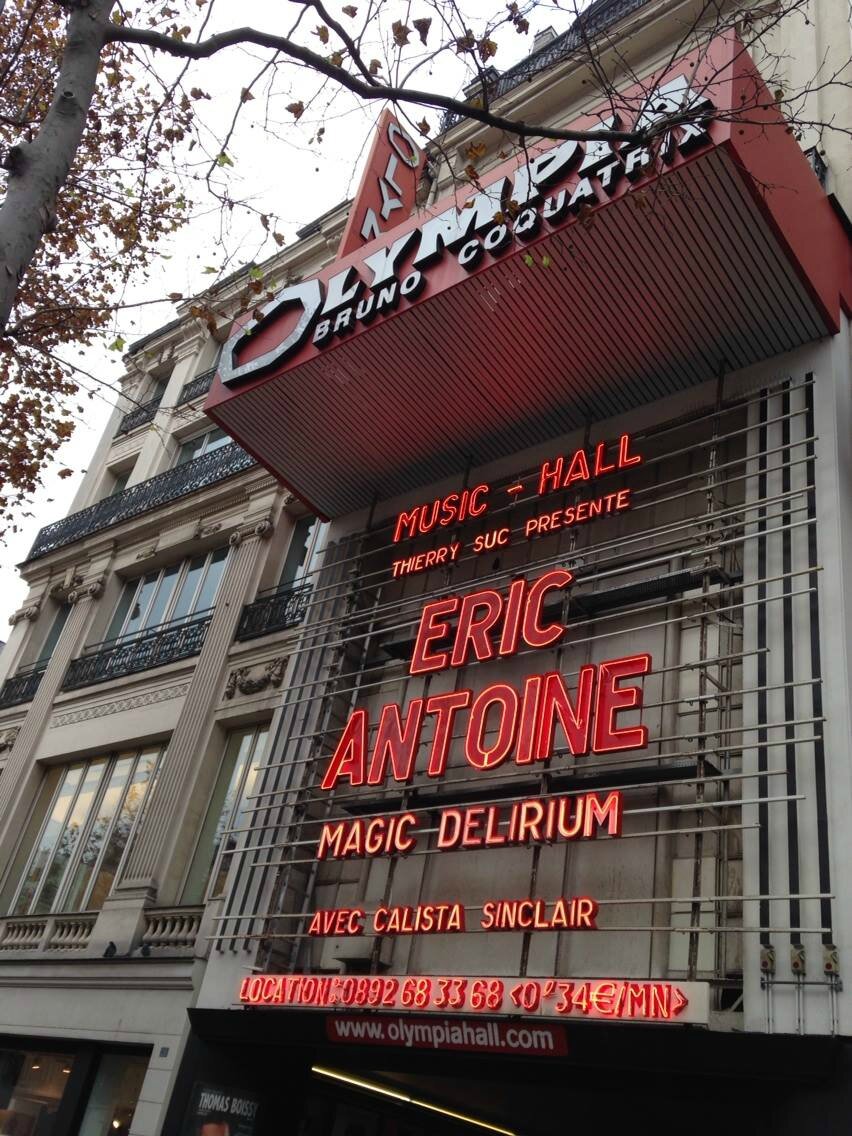 OLYMPIA
OLYMPIA
BRUNO COQUATRIX
MUSIC - HALL
THIERRY SUC PRESENTE
ERIC
ANTOINE
MAGIC DELIRIUM
AVEC CALISTA SINCLAIR
LOCATION: 0892 68 33 68 <0"34€/MN>
www.olympiahall.com
THOMAS BOISSY